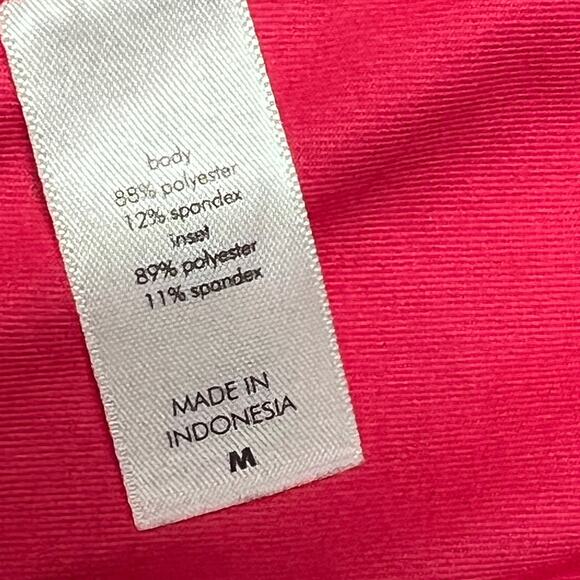 body
88% polyester
12% spandex
inset
89% polyester
11% spandex
MADE IN
INDONESIA
M